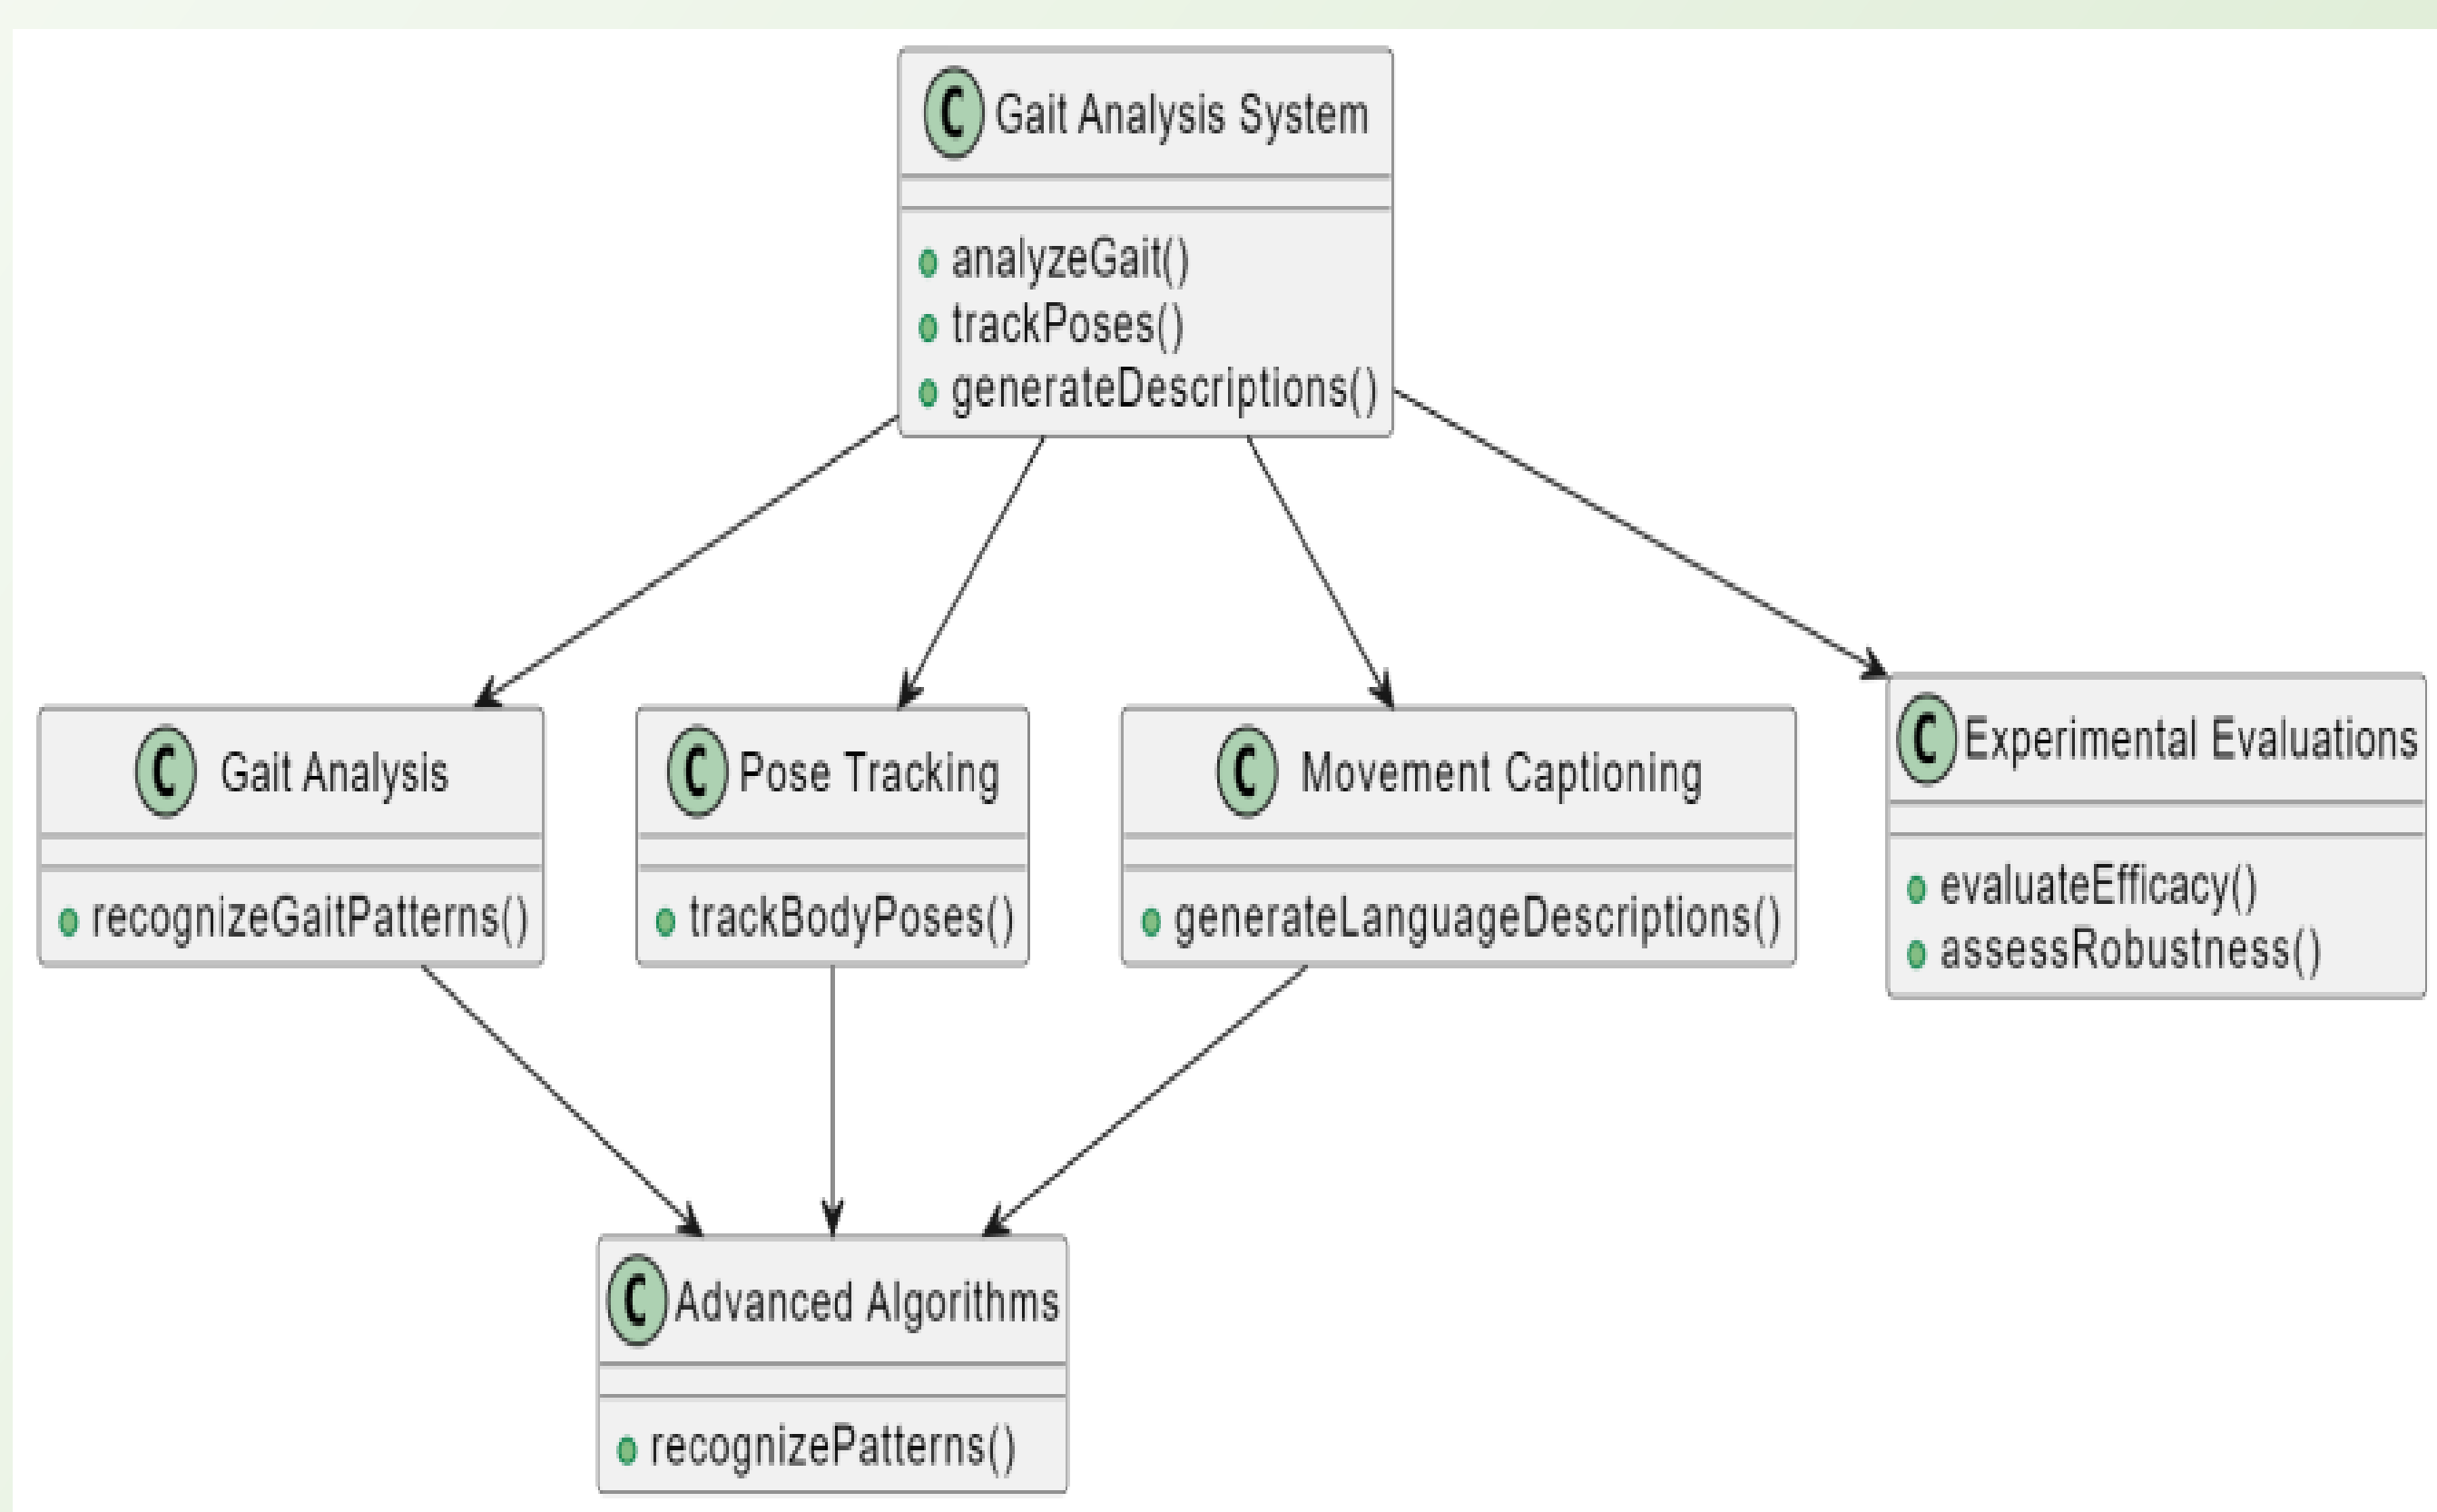 C Gait Analysis System
analyzeGait()
trackPoses()
generateDescriptions()
C Gait Analysis
recognizeGaitPatterns()
C Pose Tracking
trackBodyPoses()
C Movement Captioning
generateLanguageDescriptions()
C Experimental Evaluations
evaluateEfficacy()
assessRobustness()
C Advanced Algorithms
recognizePatterns()